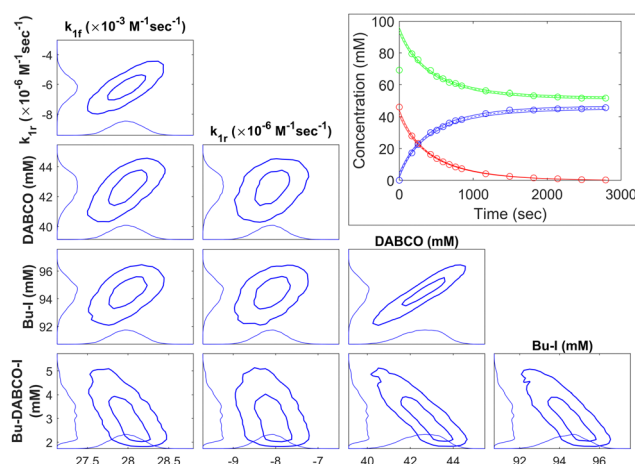 k1f (×10-3 M-1sec-1)
k1r (×10-6 M-1sec-1)
-4
-6
-8
k1r (×10-6 M-1sec-1)
Concentration (mM)
100
80
60
40
20
0
0 1000 2000 3000
Time (sec)
DABCO (mM)
44
42
40
DABCO (mM)
Bu-I (mM)
96
94
92
Bu-I (mM)
Bu-DABCO-I
(mM)
5
4
3
2
27.5 28 28.5
-9 -8 -7
40 42 44
92 94 96